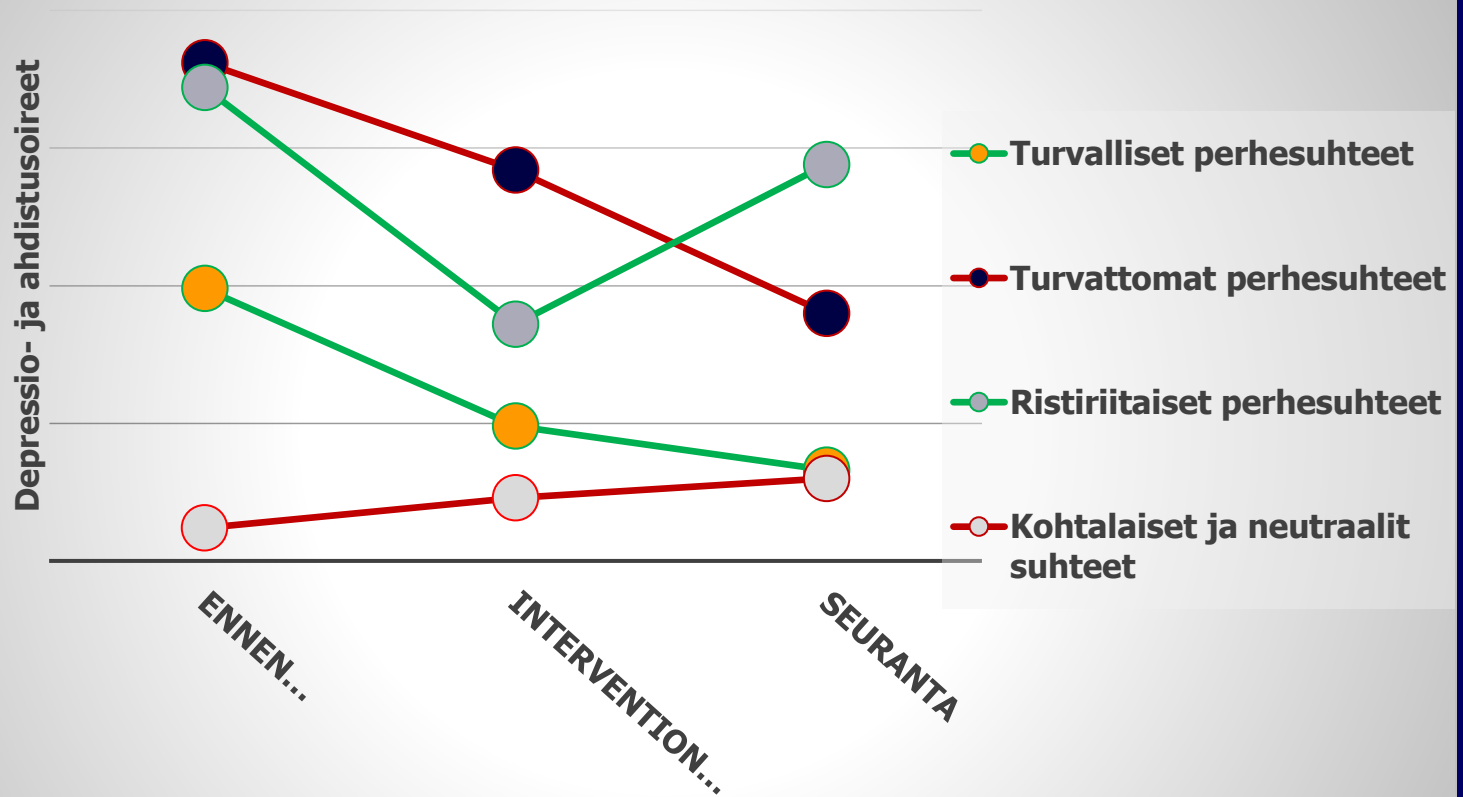 Depressio- ja ahdistusoireet
Turvalliset perhesuhteet
Turvattomat perhesuhteet
Ristiriitaiset perhesuhteet
Kohtalaiset ja neutraalit
suhteet
ENNEN...
INTERVENTION...
SEURANTA